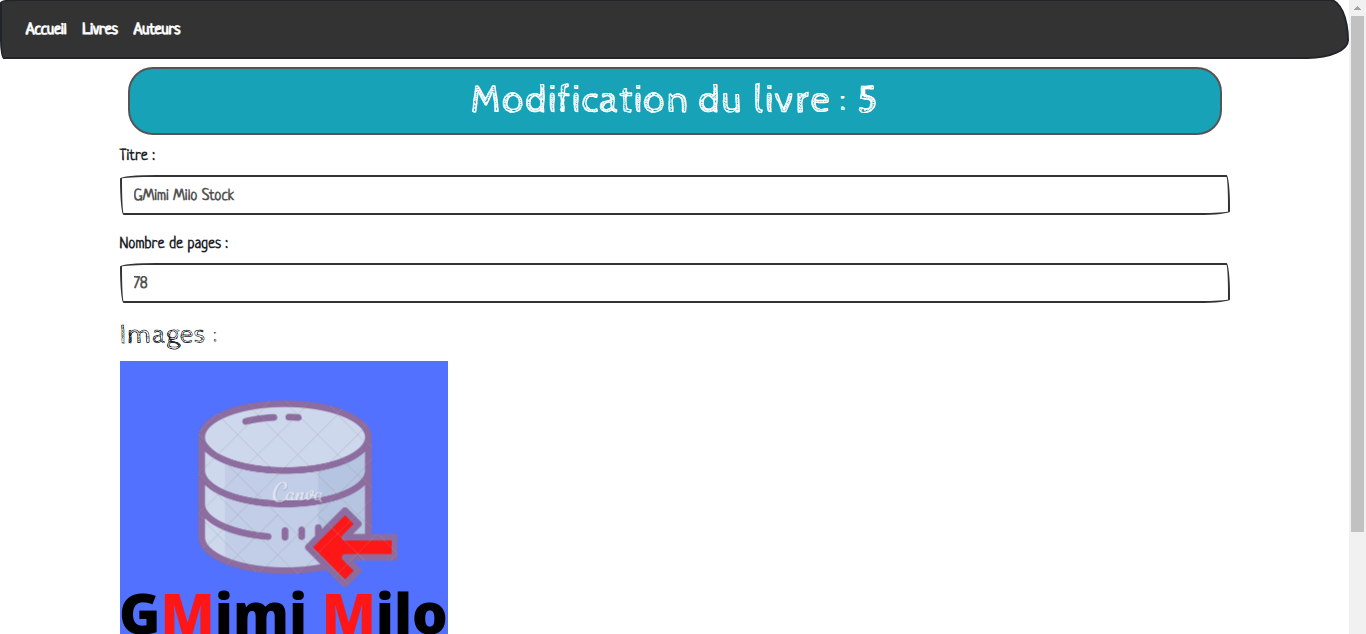 Accueil Livres Auteurs
Modification du livre : 5
Titre :
GMimi Milo Stock
Nombre de pages :
78
Images :
Canva
GMimi Milo